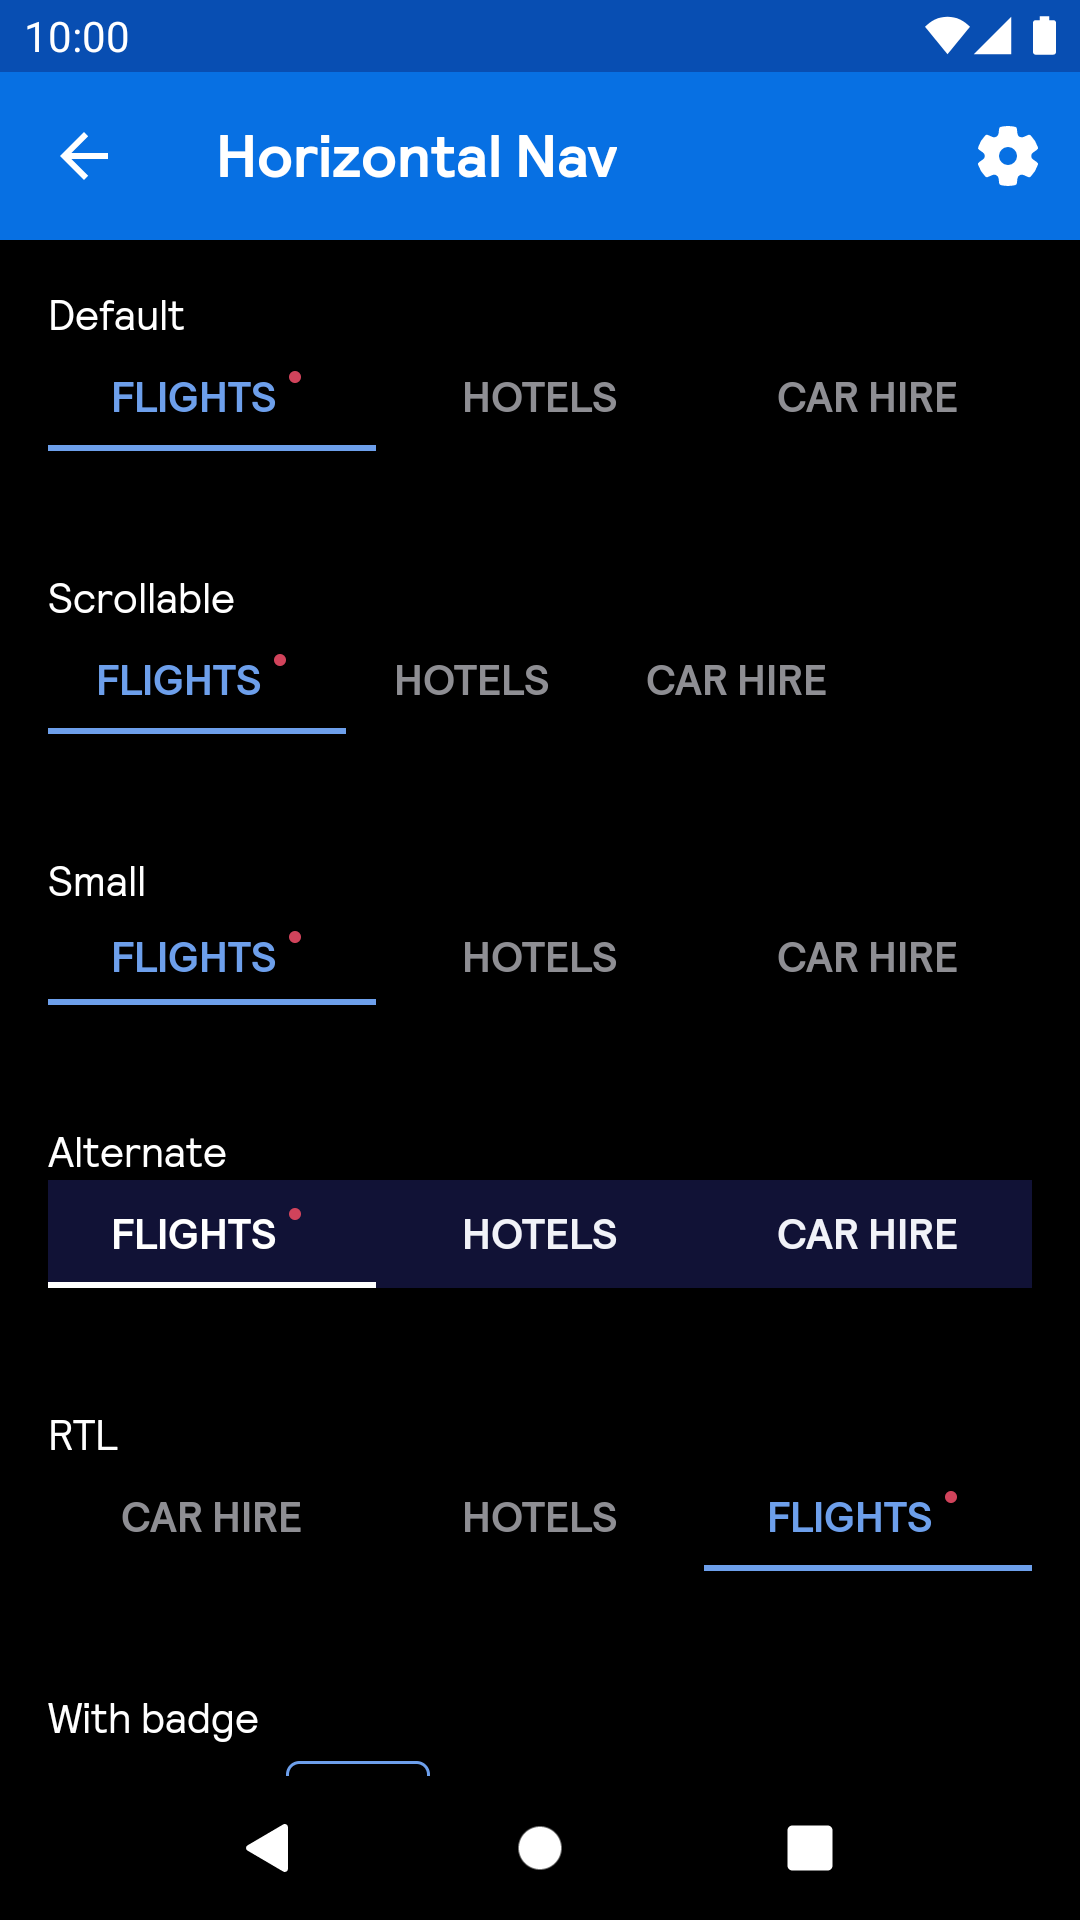 10:00
Horizontal Nav
Default
FLIGHTS HOTELS CAR HIRE
Scrollable
FLIGHTS HOTELS CAR HIRE
Small
FLIGHTS HOTELS CAR HIRE
Alternate
FLIGHTS HOTELS CAR HIRE
RTL
CAR HIRE HOTELS FLIGHTS
With badge